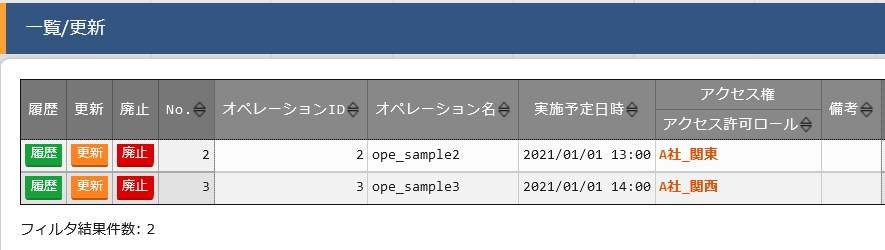 一覧/更新
履歴 更新 廃止 No. オペレーションID オペレーション名 実施予定日時 アクセス権 備考
アクセス許可ロール
履歴 更新 廃止 2 2 ope_sample2 2021/01/01 13:00 A社_関東
履歴 更新 廃止 3 3 ope_sample3 2021/01/01 14:00 A社_関西
フィルタ結果件数: 2